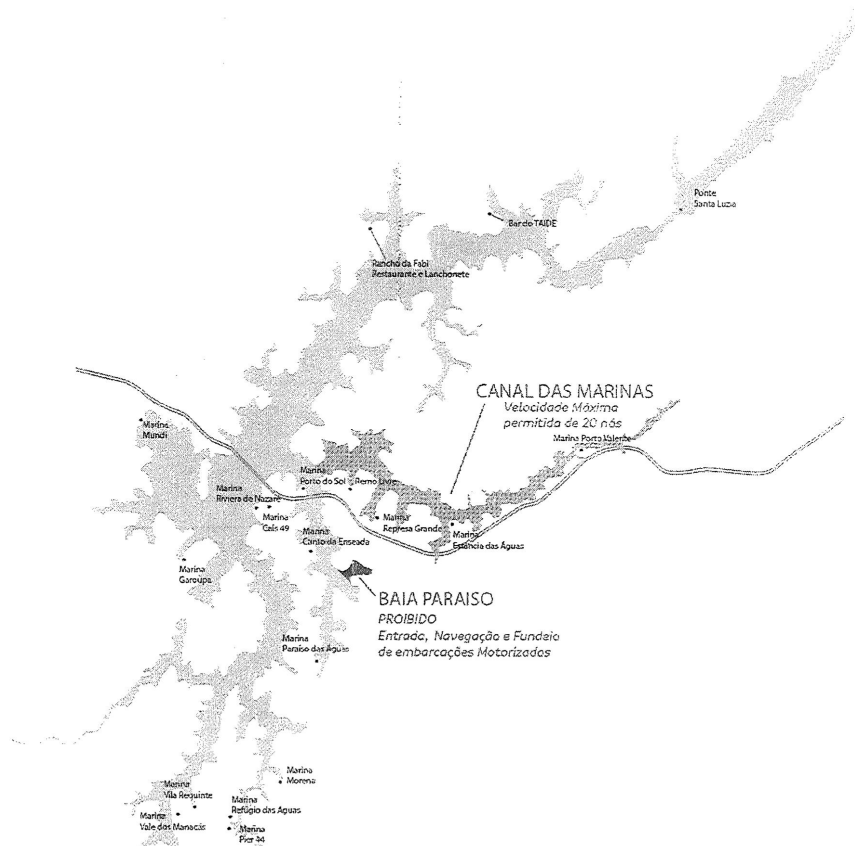 Ponte
Santa Luzia
Bar do TAIDE
Rancho da Fabi
Restaurante e Lanchonete
CANAL DAS MARINAS
Velocidade Máxima
permitida de 20 nós
Marina Porto Valente
Marina
Mundi
Marina
Porto do Sol
Remo Livre
Marina
Riviera de Nazaré
Marina
Cais 49
Marina
Represa Grande
Marina
Estancia das Águas
Marina
Canto da Enseada
Marina
Garoupa
BAIA PARAISO
PROIBIDO
Entrada, Navegação e Fundeio
de embarcações Motorizadas
Marina
Paraíso das Águas
Marina
Morena
Marina
Vila Requinte
Marina
Vale dos Manacás
Marina
Refúgio das Aguas
Marina
Pier 44